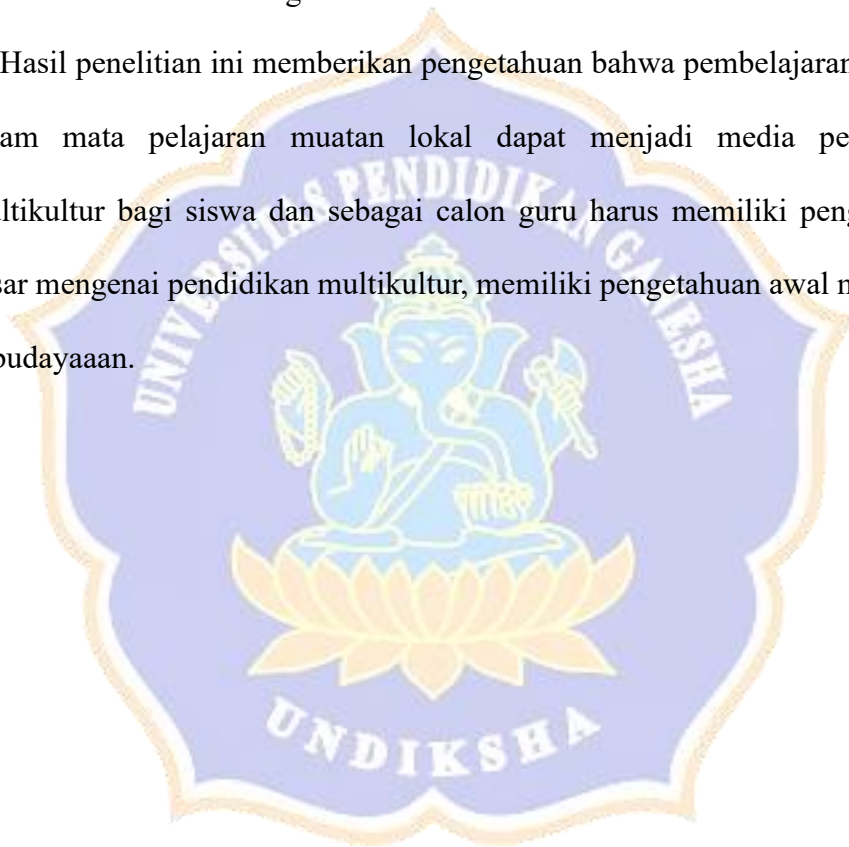 Hasil penelitian ini memberikan pengetahuan bahwa pembelajaran
am mata pelajaran muatan lokal dapat menjadi media pe
ltikultur bagi siswa dan sebagai calon guru harus memiliki peng
sar mengenai pendidikan multikultur, memiliki pengetahuan awal m
budayaaan.
UNIVERSITAS PENDIDIKAN GANESHA
UNDIKSHA